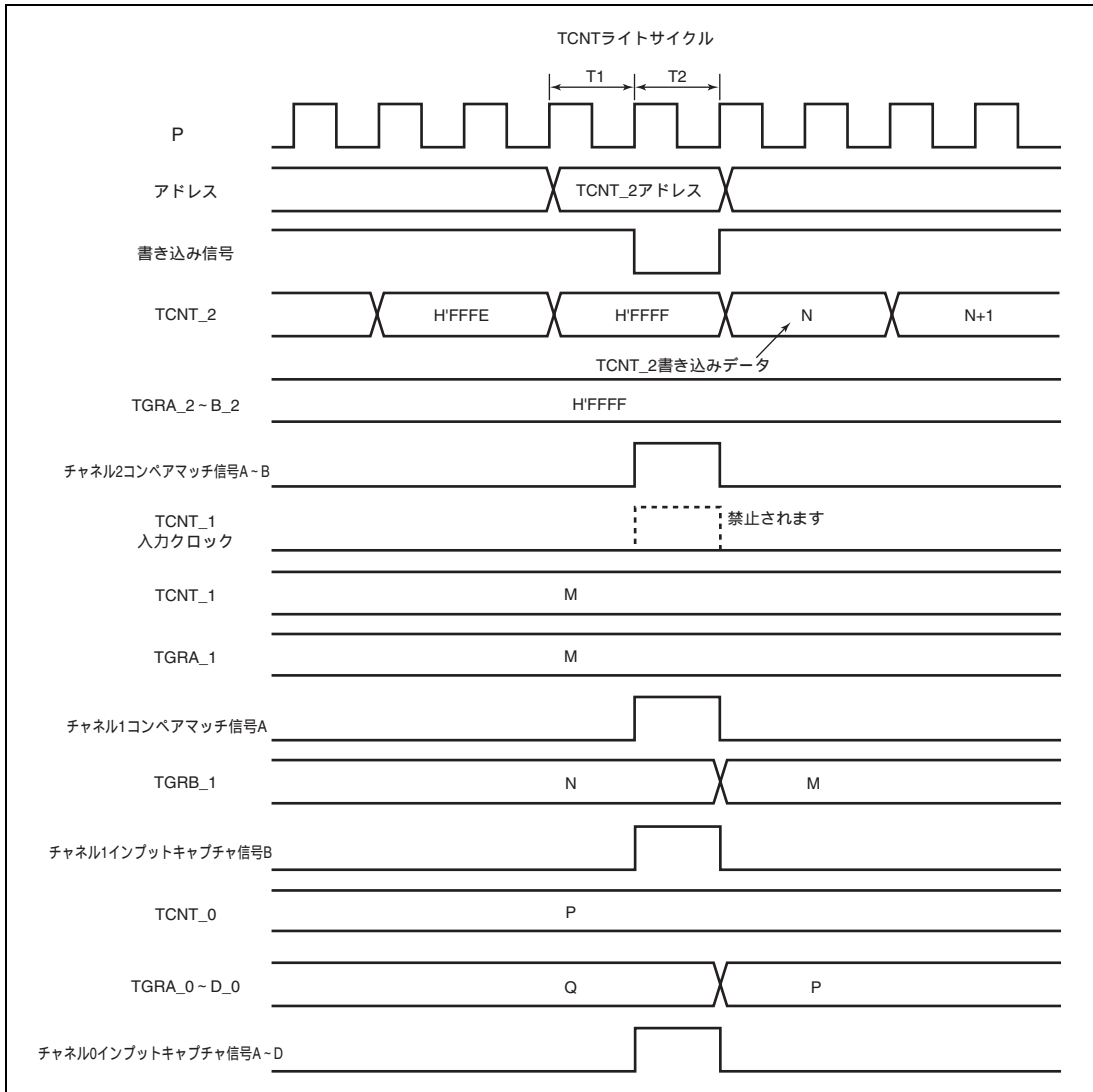 TCNTライトサイクル
T1 T2
P
アドレス TCNT_2アドレス
書き込み信号
TCNT_2 H'FFFE H'FFFF N N+1
TCNT_2書き込みデータ
TGRA_2~B_2 H'FFFF
チャネル2コンペアマッチ信号A~B
TCNT_1
入力クロック
禁止されます
TCNT_1 M
TGRA_1 M
チャネル1コンペアマッチ信号A
TGRB_1 N M
チャネル1インプットキャプチャ信号B
TCNT_0 P
TGRA_0~D_0 Q P
チャネル0インプットキャプチャ信号A~D